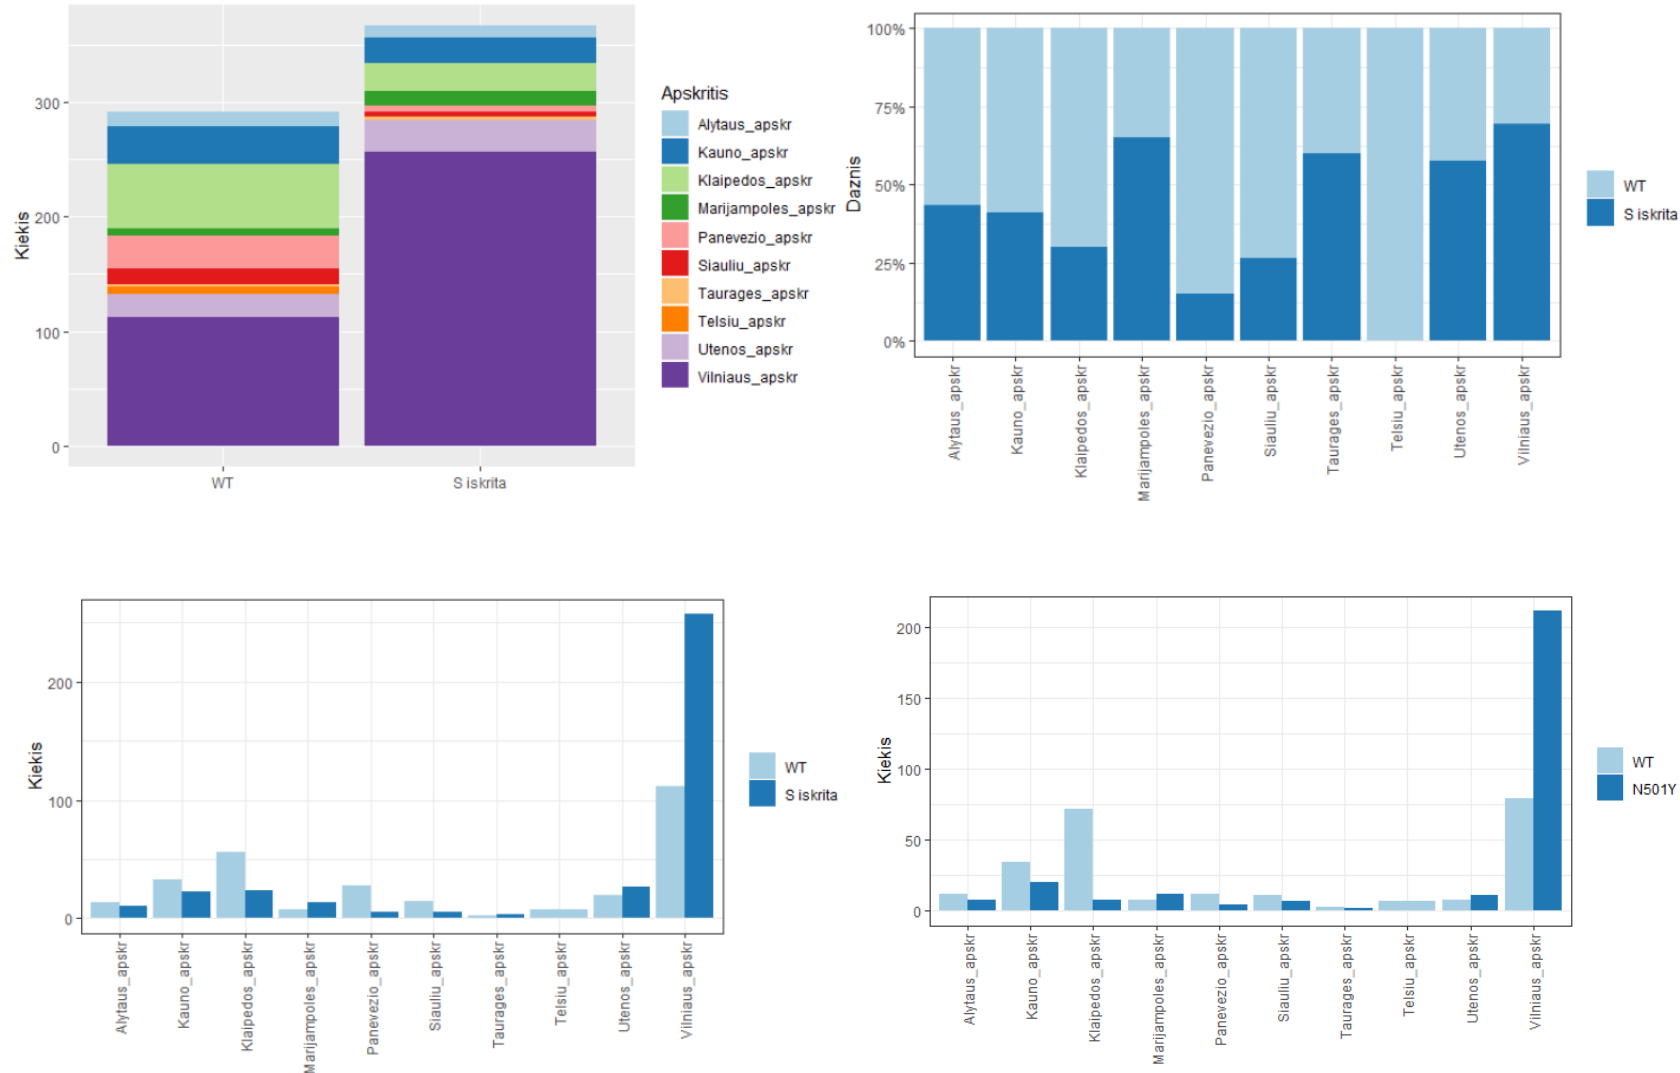 Kiekis
300
200
100
0
WT
S iskrita
Apskritis
Alytaus_apskr
Kauno_apskr
Klaipedos_apskr
Marijampoles_apskr
Panevezio_apskr
Siauliu_apskr
Taurages_apskr
Telsiu_apskr
Utenos_apskr
Vilniaus_apskr
Daznis
100%
75%
50%
25%
0%
Alytaus_apskr
Kauno_apskr
Klaipedos_apskr
Marijampoles_apskr
Panevezio_apskr
Siauliu_apskr
Taurages_apskr
Telsiu_apskr
Utenos_apskr
Vilniaus_apskr
WT
S iskrita
Kiekis
200
100
0
Alytaus_apskr
Kauno_apskr
Klaipedos_apskr
Marijampoles_apskr
Panevezio_apskr
Siauliu_apskr
Taurages_apskr
Telsiu_apskr
Utenos_apskr
Vilniaus_apskr
WT
S iskrita
Kiekis
200
150
100
50
0
Alytaus_apskr
Kauno_apskr
Klaipedos_apskr
Marijampoles_apskr
Panevezio_apskr
Siauliu_apskr
Taurages_apskr
Telsiu_apskr
Utenos_apskr
Vilniaus_apskr
WT
N501Y